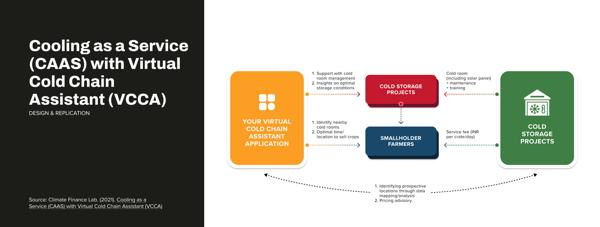 Cooling as a Service
(CAAS) with Virtual
Cold Chain
Assistant (VCCA)
DESIGN & REPLICATION
Source: Climate Finance Lab. (2021). Cooling as a
Service (CAAS) with Virtual Cold Chain Assistant (VCCA)
YOUR VIRTUAL
COLD CHAIN
ASSISTANT
APPLICATION
1. Support with cold
room management
2. Insights on optimal
storage conditions
1. Identify nearby
cold rooms
2. Optimal time/
location to sell crops
COLD STORAGE
PROJECTS
SMALLHOLDER
FARMERS
Cold room
(including solar panel)
+ maintenance
+ training
Service fee (INR
per crate/day)
COLD
STORAGE
PROJECTS
1. Identifying prospective
locations through data
mapping/analysis
2. Pricing advisory